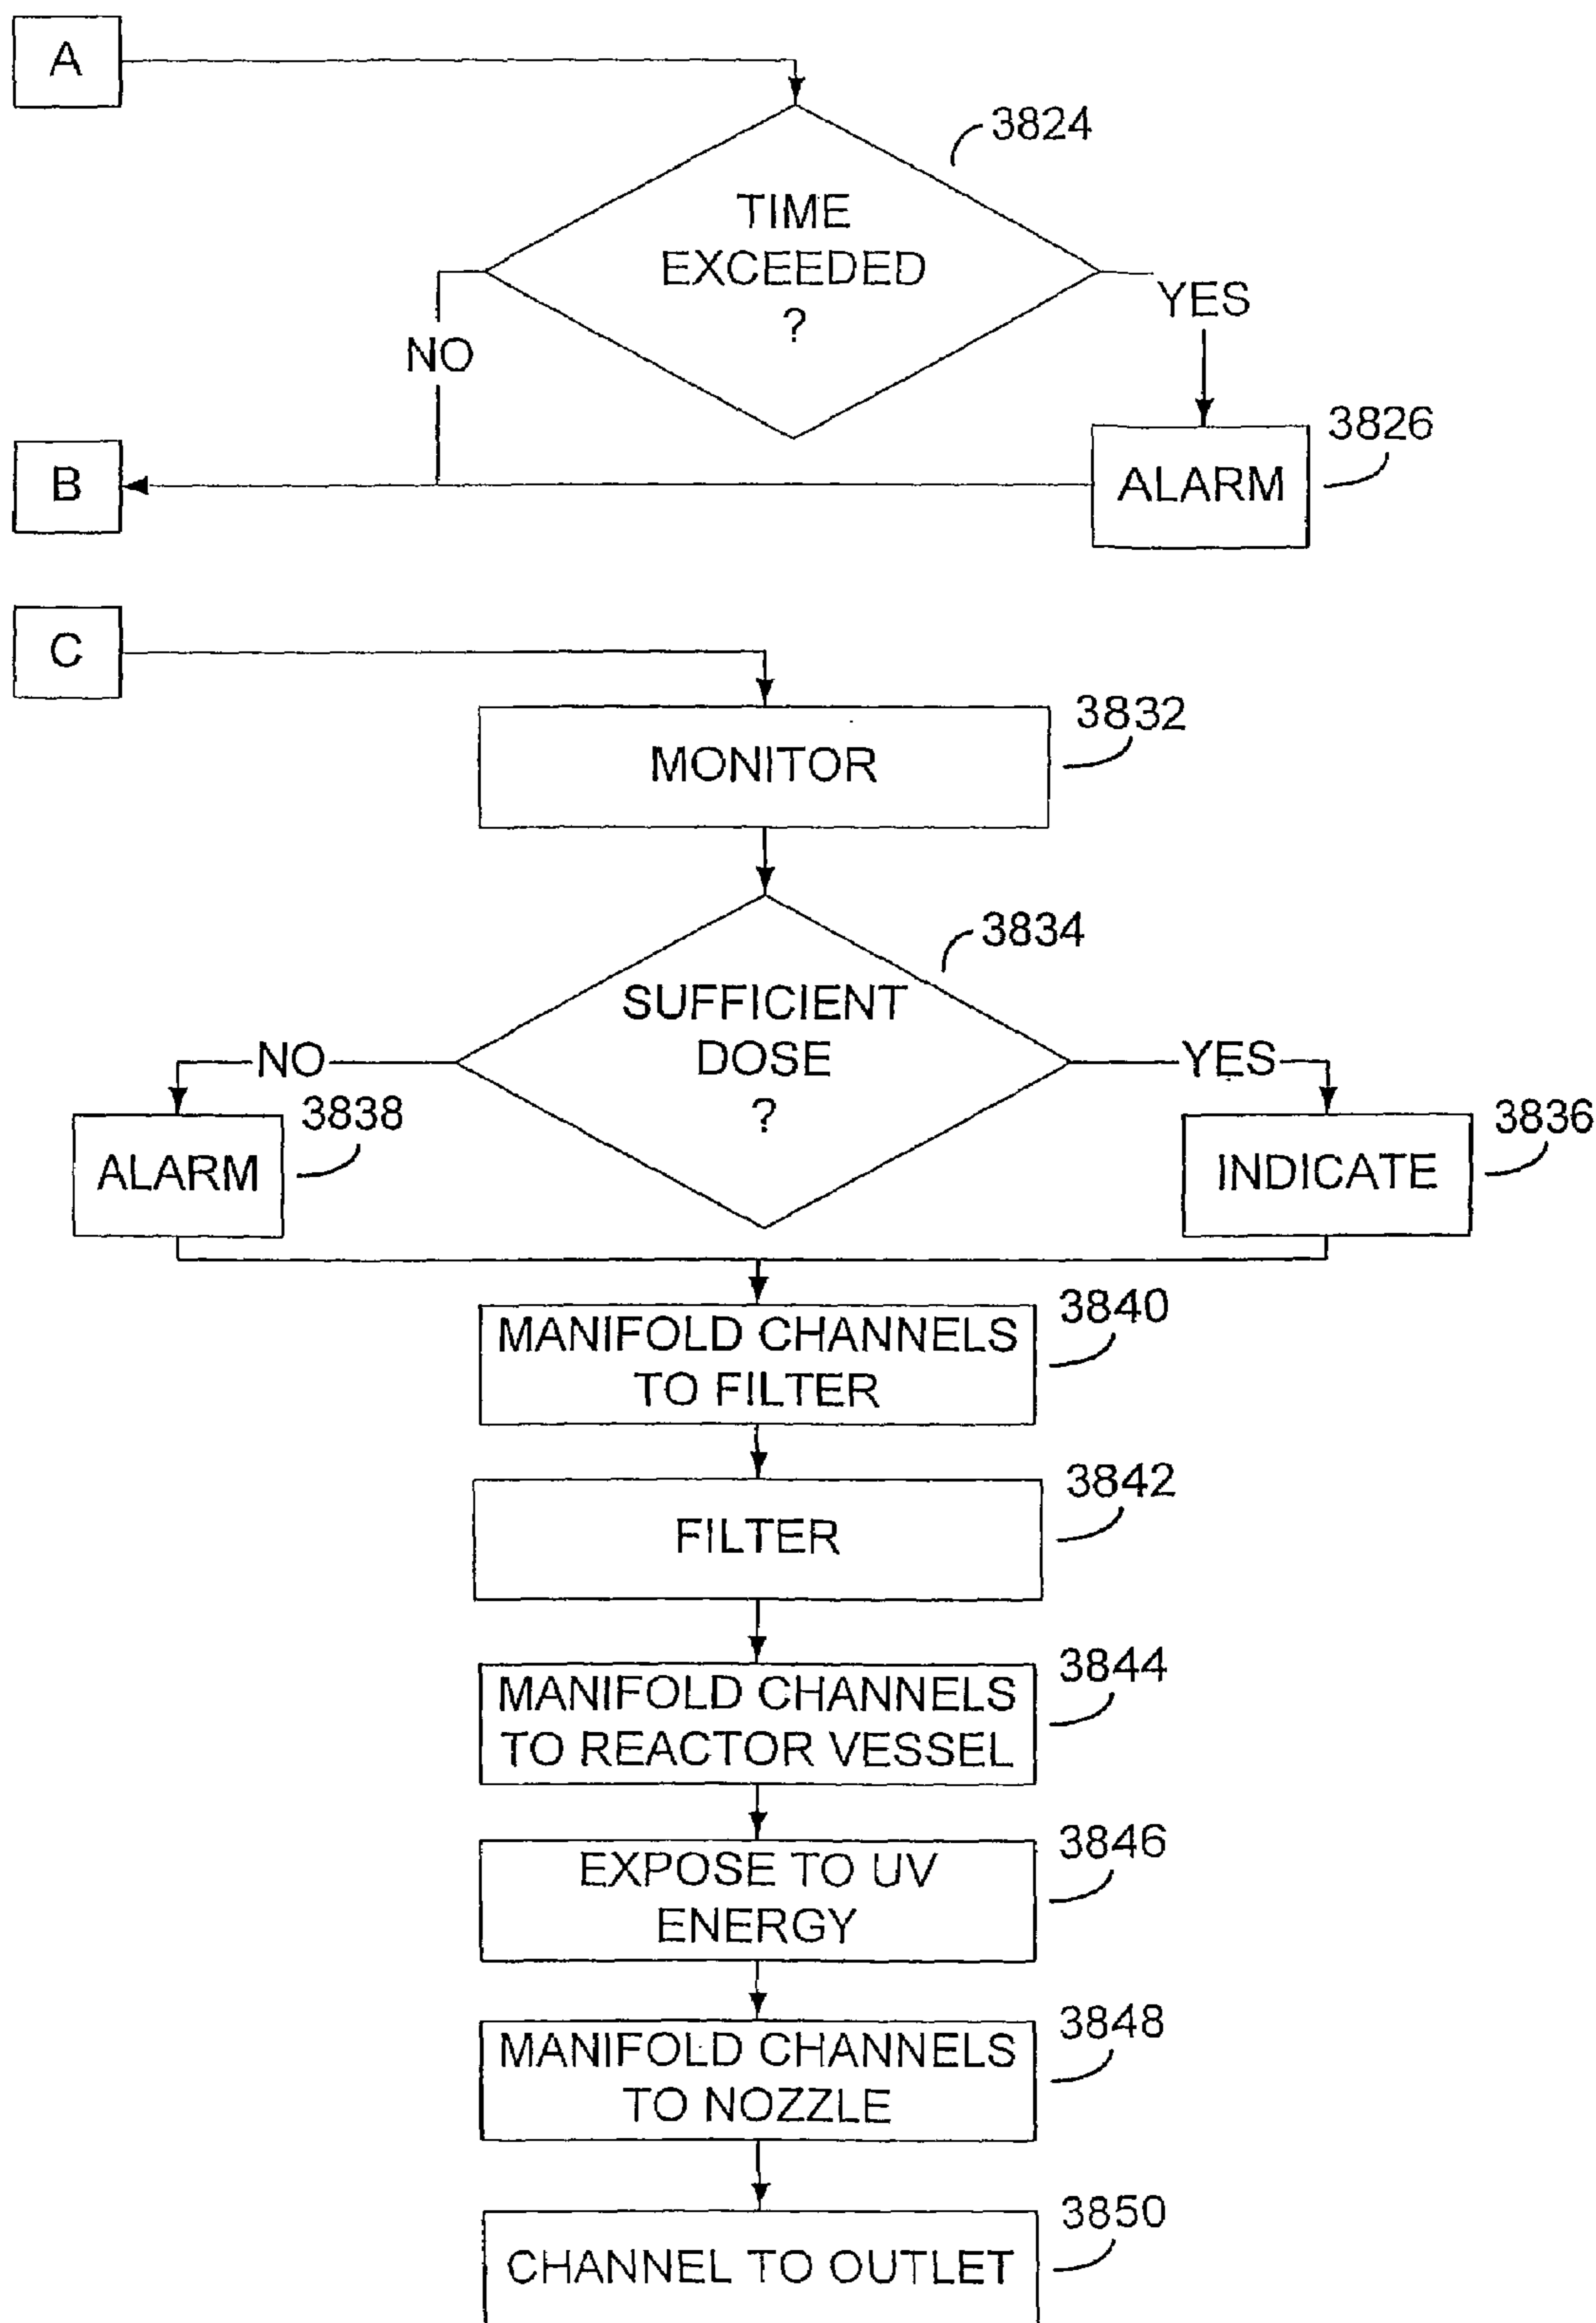 A
3824
TIME
EXCEEDED
?
YES
NO
3826
B
ALARM
C
3832
MONITOR
3834
SUFFICIENT
DOSE
?
NO
YES
3838
3836
ALARM
INDICATE
3840
MANIFOLD CHANNELS
TO FILTER
3842
FILTER
3844
MANIFOLD CHANNELS
TO REACTOR VESSEL
3846
EXPOSE TO UV
ENERGY
3848
MANIFOLD CHANNELS
TO NOZZLE
3850
CHANNEL TO OUTLET